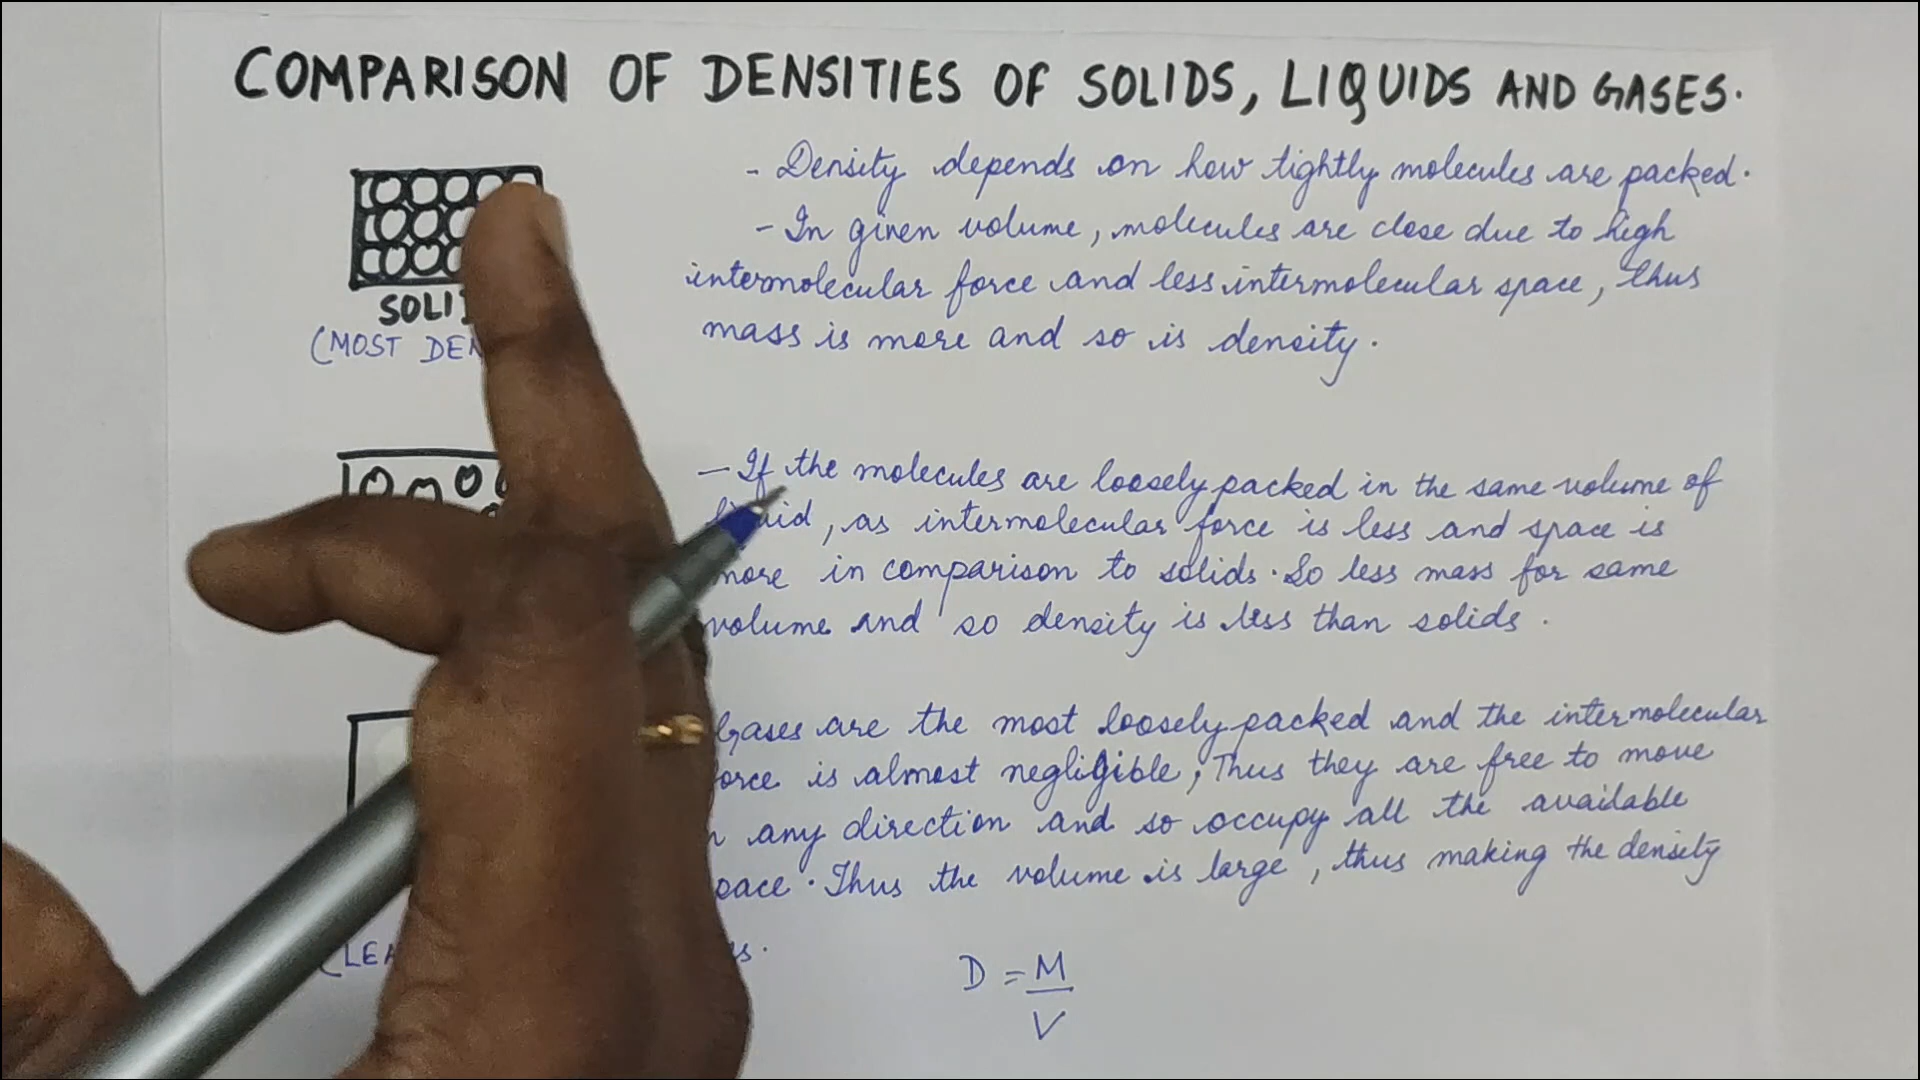 COMPARISON OF DENSITIES OF SOLIDS, LIQUIDS AND GASES.
- Density depends on how tightly molecules are packed.
- In given volume, molecules are close due to high
intermolecular force and less intermolecular space, thus
mass is more and so is density.
SOLI
(MOST DEN
- If the molecules are loosely packed in the same volume of
, as intermolecular force is less and space is
more in comparison to solids. So less mass for same
volume and so density is less than solids.
Gases are the most loosely packed and the intermolecular
force is almost negligible, Thus they are free to move
any direction and so occupy all the available
pace. Thus the volume is large, thus making the density
(LEA
D = M
V